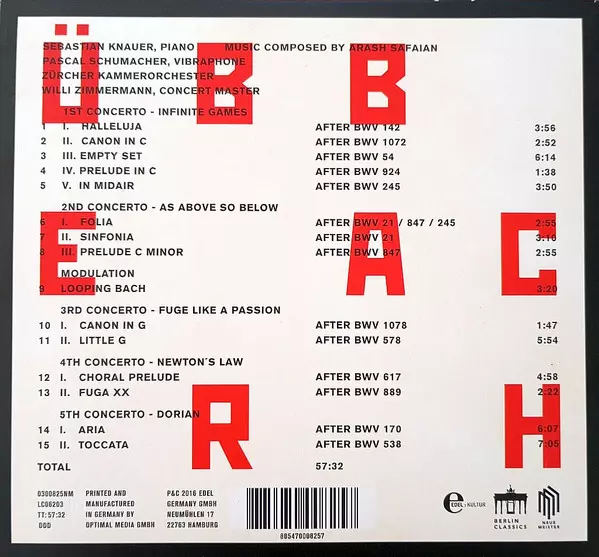 SEBASTIAN KNAUER, PIANO MUSIC COMPOSED BY ARASH SAFAIAN
PASCAL SCHUMACHER, VIBRAPHONE
ZÜRCHER KAMMERORCHESTER
WILLI ZIMMERMANN, CONCERT MASTER
Ü B B
1ST CONCERTO - INFINITE GAMES
1 I. HALLELUJA AFTER BWV 142 3:56
2 II. CANON IN C AFTER BWV 1072 2:52
3 III. EMPTY SET AFTER BWV 54 6:14
4 IV. PRELUDE IN C AFTER BWV 924 1:38
5 V. IN MIDAIR AFTER BWV 245 3:50
2ND CONCERTO - AS ABOVE SO BELOW
6 I. FOLIA AFTER BWV 21 / 847 / 245 2:55
7 II. SINFONIA AFTER BWV 21 3:10
8 III. PRELUDE C MINOR AFTER BWV 847 2:55
E A C
MODULATION
9 LOOPING BACH 3:20
3RD CONCERTO - FUGE LIKE A PASSION
10 I. CANON IN G AFTER BWV 1078 1:47
11 II. LITTLE G AFTER BWV 578 5:54
4TH CONCERTO - NEWTON´S LAW
12 I. CHORAL PRELUDE AFTER BWV 617 4:58
13 II. FUGA XX AFTER BWV 889 2:22
R H
5TH CONCERTO - DORIAN
14 I. ARIA AFTER BWV 170 6:07
15 II. TOCCATA AFTER BWV 538 7:05
TOTAL 57:32
0300825NM PRINTED AND P&C 2016 EDEL
LC06203 MANUFACTURED GERMANY GMBH
TT: 57:32 IN GERMANY BY NEUMÜHLEN 17
DDD OPTIMAL MEDIA GMBH 22763 HAMBURG
885470008257
EDEL:KULTUR
BERLIN
CLASSICS
NEUE
MEISTER